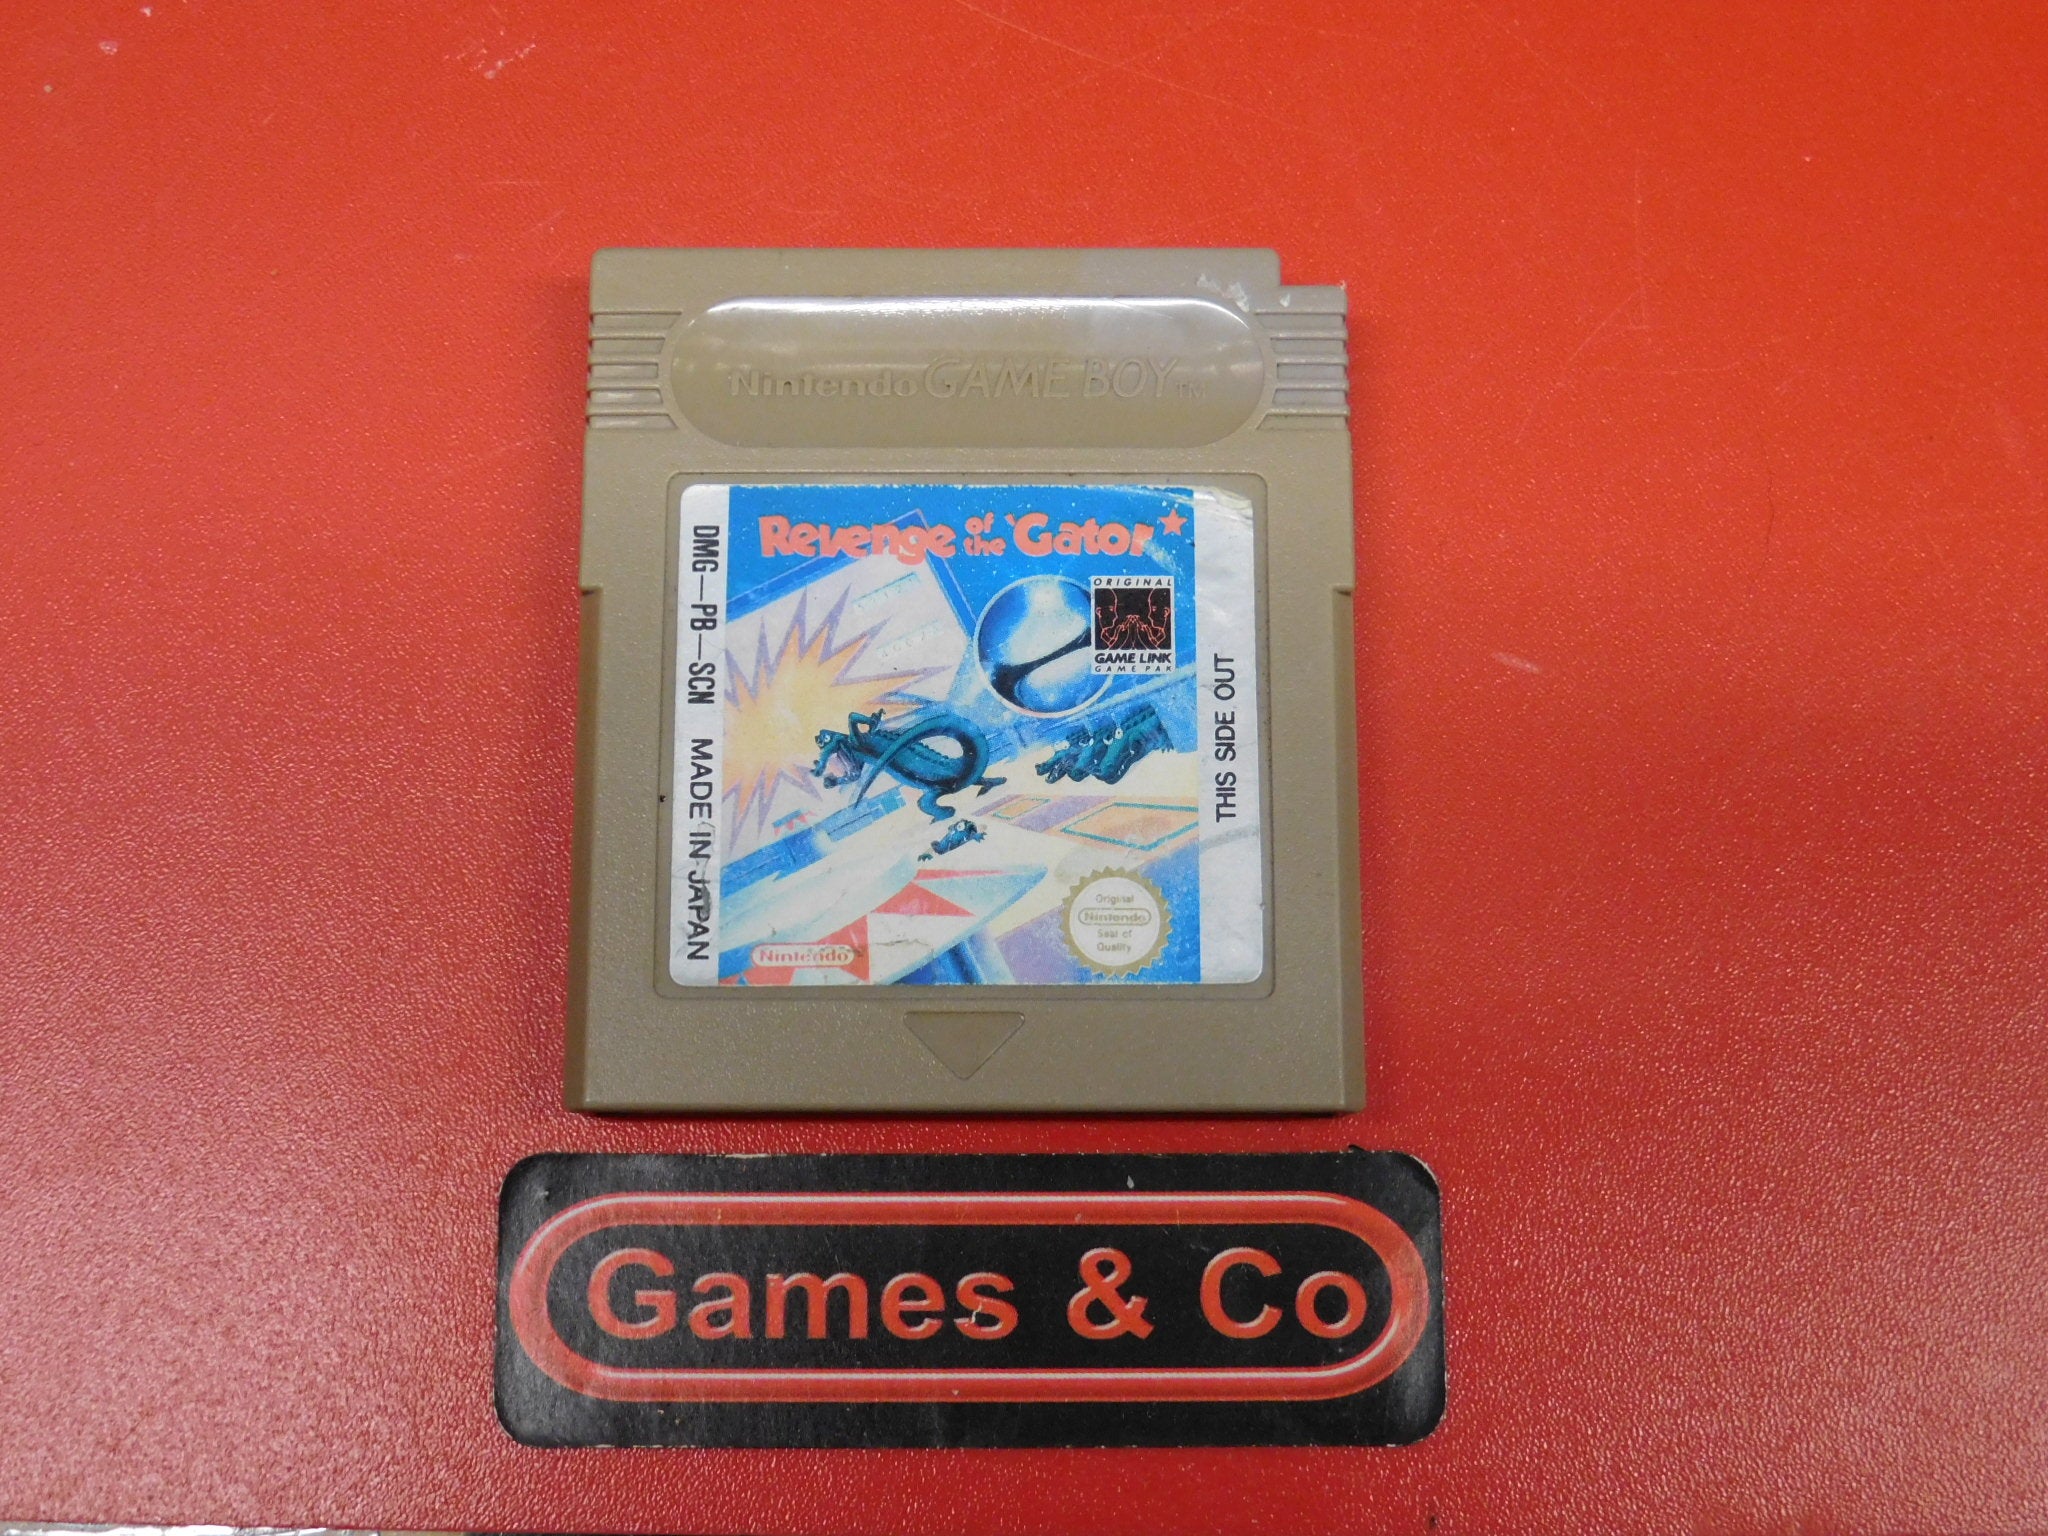 Nintendo GAME BOY TM
Revenge of the 'Gator
ORIGINAL
GAME LINK
GAME PAK
DMG-PB-SCN MADE IN JAPAN
THIS SIDE OUT
Original
Nintendo
Seal of
Quality
Nintendo
Games & Co